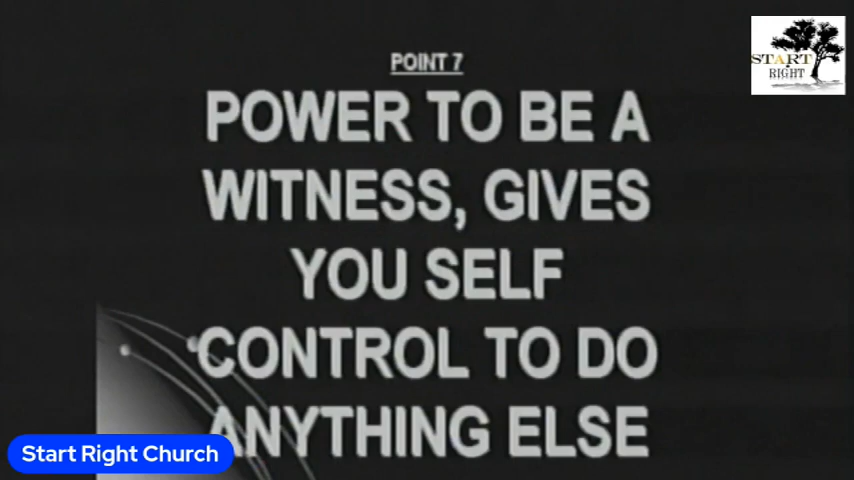 POINT 7
POWER TO BE A
WITNESS, GIVES
YOU SELF
CONTROL TO DO
ANYTHING ELSE
START
RIGHT
Start Right Church